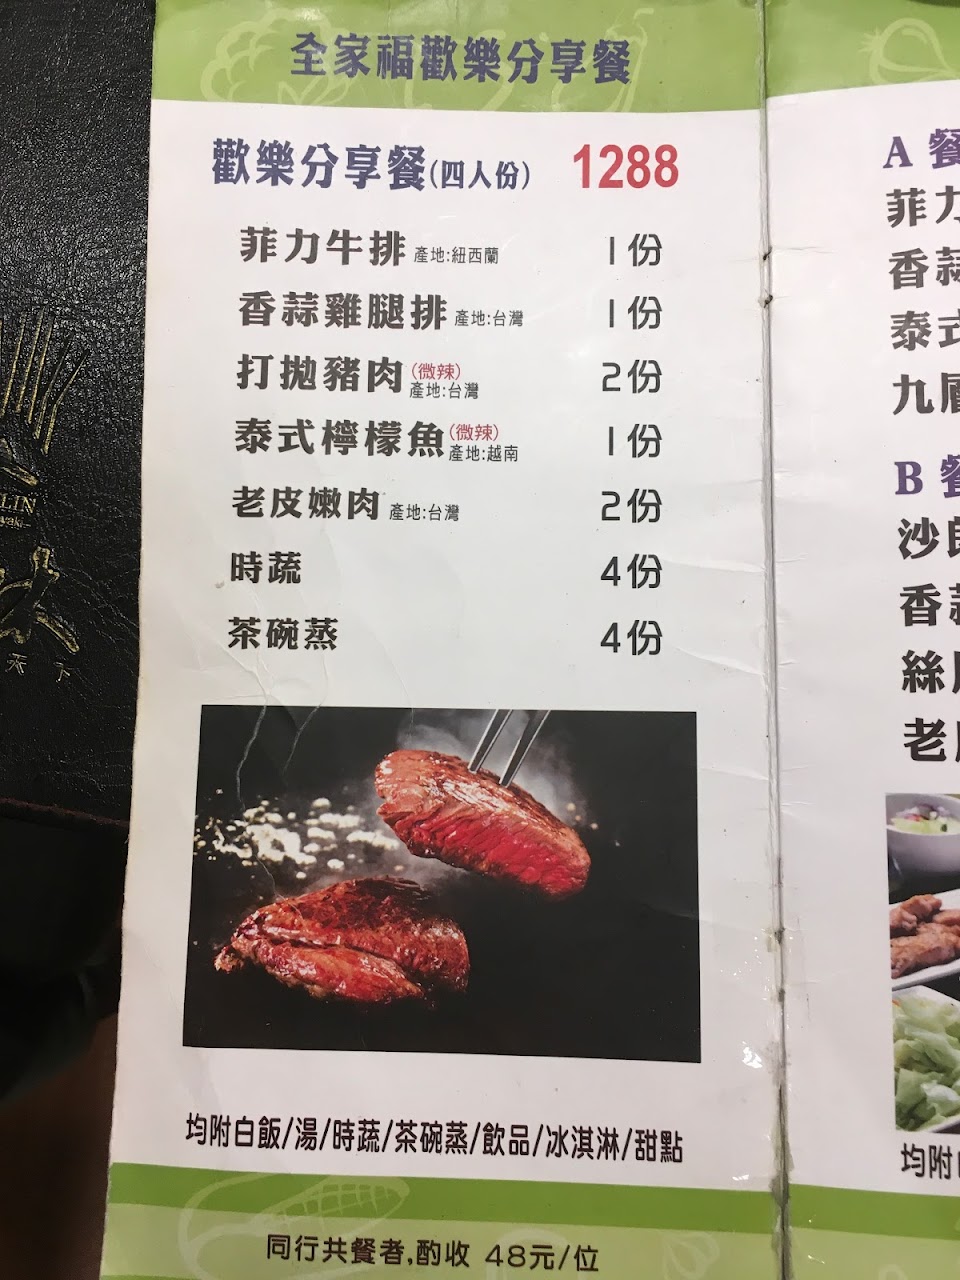 全家福歡樂分享餐
歡樂分享餐(四人份) 1288
菲力牛排 產地:紐西蘭 1份
香蒜雞腿排 產地:台灣 1份
打拋豬肉(微辣) 產地:台灣 2份
泰式檸檬魚(微辣) 產地:越南 1份
老皮嫩肉 產地:台灣 2份
時蔬 4份
茶碗蒸 4份
均附白飯/湯/時蔬/茶碗蒸/飲品/冰淇淋/甜點
同行共餐者,酌收 48元/位
A 餐
菲力
香蒜
泰式
九層
B 餐
沙
香蒜
絲
老皮
均附白
LIN
天下